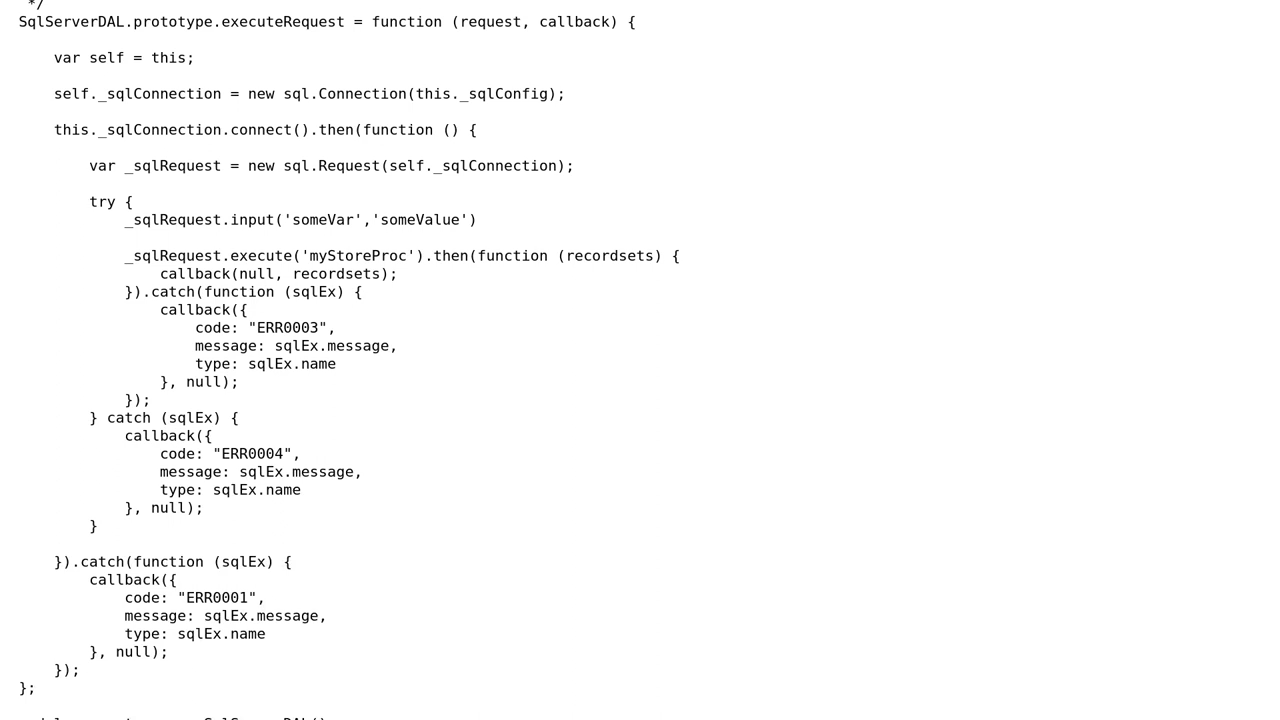 */
SqlServerDAL.prototype.executeRequest = function (request, callback) {
    var self = this;
    self._sqlConnection = new sql.Connection(this._sqlConfig);
    this._sqlConnection.connect().then(function () {
        var _sqlRequest = new sql.Request(self._sqlConnection);
        try {
            _sqlRequest.input('someVar','someValue')
            _sqlRequest.execute('myStoreProc').then(function (recordsets) {
                callback(null, recordsets);
            }).catch(function (sqlEx) {
                callback({
                    code: "ERR0003",
                    message: sqlEx.message,
                    type: sqlEx.name
                }, null);
            });
        } catch (sqlEx) {
            callback({
                code: "ERR0004",
                message: sqlEx.message,
                type: sqlEx.name
            }, null);
        }
    }).catch(function (sqlEx) {
        callback({
            code: "ERR0001",
            message: sqlEx.message,
            type: sqlEx.name
        }, null);
    });
};